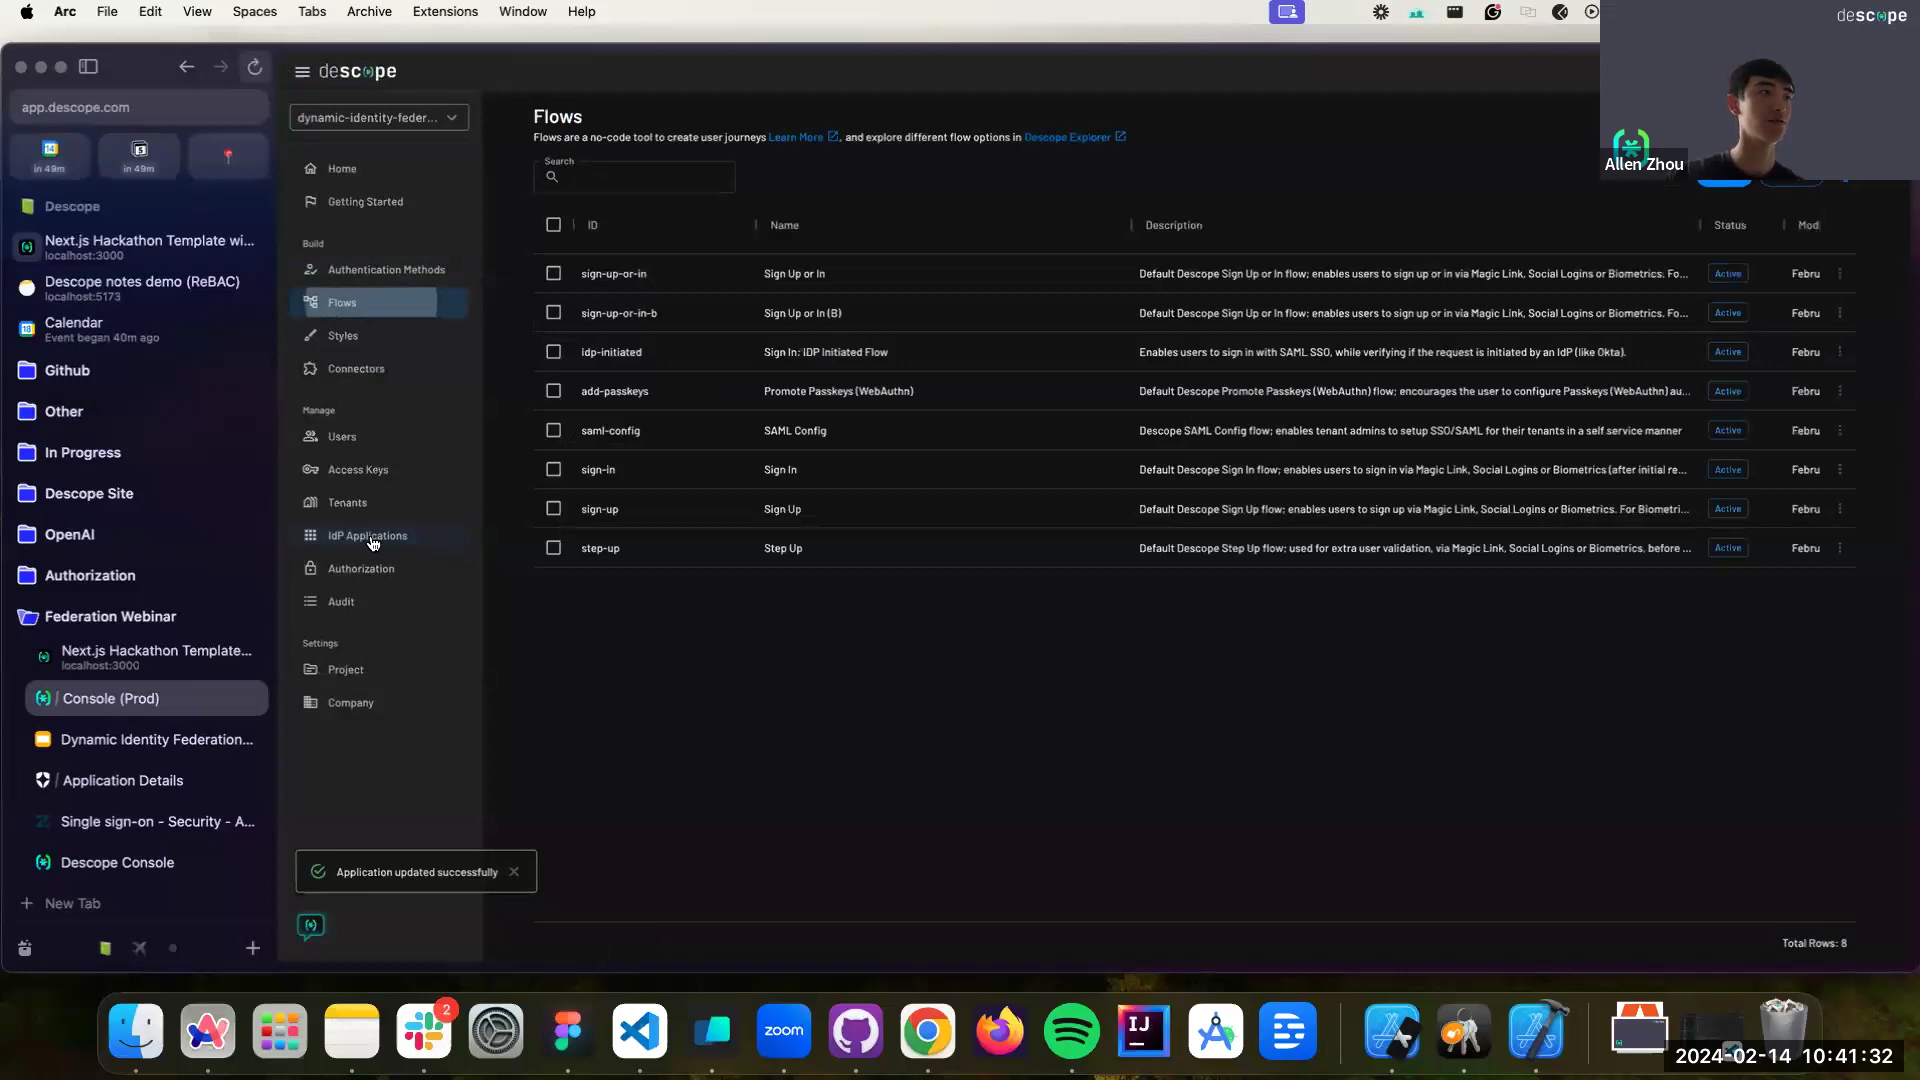 Arc File Edit View Spaces Tabs Archive Extensions Window Help
descope
Allen Zhou
app.descope.com
14
in 49m
in 49m
Descope
Next.js Hackathon Template wi...
localhost:3000
Descope notes demo (ReBAC)
localhost:5173
Calendar
Event began 40m ago
Github
Other
In Progress
Descope Site
OpenAI
Authorization
Federation Webinar
Next.js Hackathon Template...
localhost:3000
/ Console (Prod)
Dynamic Identity Federation...
/ Application Details
Single sign-on - Security - A...
Descope Console
New Tab
descope
dynamic-identity-feder...
Home
Getting Started
Build
Authentication Methods
Flows
Styles
Connectors
Manage
Users
Access Keys
Tenants
IdP Applications
Authorization
Audit
Settings
Project
Company
Application updated successfully
Flows
Flows are a no-code tool to create user journeys Learn More , and explore different flow options in Descope Explorer
Search
ID Name Description Status Mod
sign-up-or-in Sign Up or In Default Descope Sign Up or In flow; enables users to sign up or in via Magic Link, Social Logins or Biometrics. Fo... Active Febru
sign-up-or-in-b Sign Up or In (B) Default Descope Sign Up or In flow; enables users to sign up or in via Magic Link, Social Logins or Biometrics. Fo... Active Febru
idp-initiated Sign In: IDP Initiated Flow Enables users to sign in with SAML SSO, while verifying if the request is initiated by an IdP (like Okta). Active Febru
add-passkeys Promote Passkeys (WebAuthn) Default Descope Promote Passkeys (WebAuthn) flow; encourages the user to configure Passkeys (WebAuthn) au... Active Febru
saml-config SAML Config Descope SAML Config flow; enables tenant admins to setup SSO/SAML for their tenants in a self service manner Active Febru
sign-in Sign In Default Descope Sign In flow; enables users to sign in via Magic Link, Social Logins or Biometrics (after initial re... Active Febru
sign-up Sign Up Default Descope Sign Up flow; enables users to sign up via Magic Link, Social Logins or Biometrics. For Biometri... Active Febru
step-up Step Up Default Descope Step Up flow; used for extra user validation, via Magic Link, Social Logins or Biometrics. before ... Active Febru
Total Rows: 8
2
zoom
IJ
2024-02-14 10:41:32